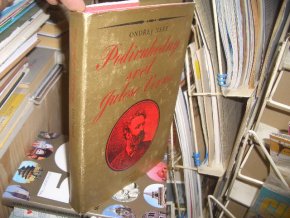 ONDŘEJ NEFF
Podivuhodný
svět
Julese Verna